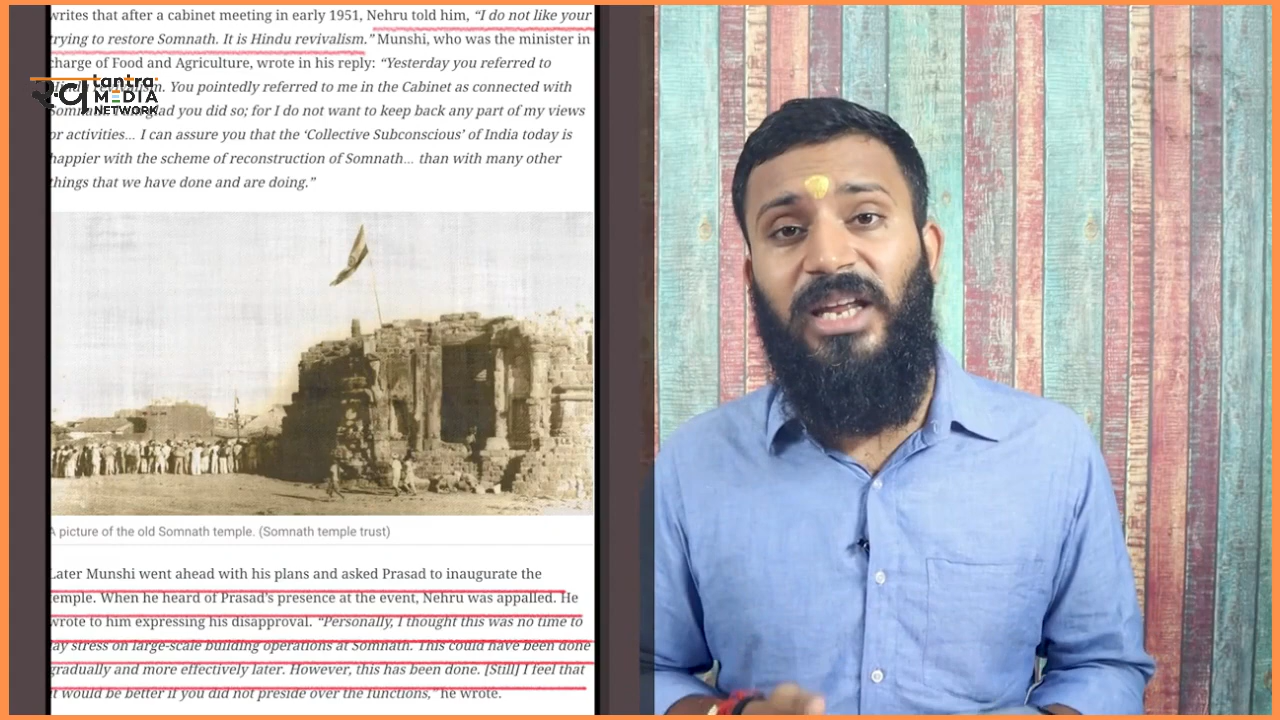 writes that after a cabinet meeting in early 1951, Nehru told him, “I do not like your
trying to restore Somnath. It is Hindu revivalism.” Munshi, who was the minister in
charge of Food and Agriculture, wrote in his reply: “Yesterday you referred to
You pointedly referred to me in the Cabinet as connected with
glad you did so; for I do not want to keep back any part of my views
or activities… I can assure you that the ‘Collective Subconscious’ of India today is
happier with the scheme of reconstruction of Somnath… than with many other
things that we have done and are doing.”
स्व tantra
MEDIA
NETWORK
A picture of the old Somnath temple. (Somnath temple trust)
Later Munshi went ahead with his plans and asked Prasad to inaugurate the
temple. When he heard of Prasad’s presence at the event, Nehru was appalled. He
wrote to him expressing his disapproval. “Personally, I thought this was no time to
lay stress on large-scale building operations at Somnath. This could have been done
gradually and more effectively later. However, this has been done. [Still] I feel that
it would be better if you did not preside over the functions,” he wrote.